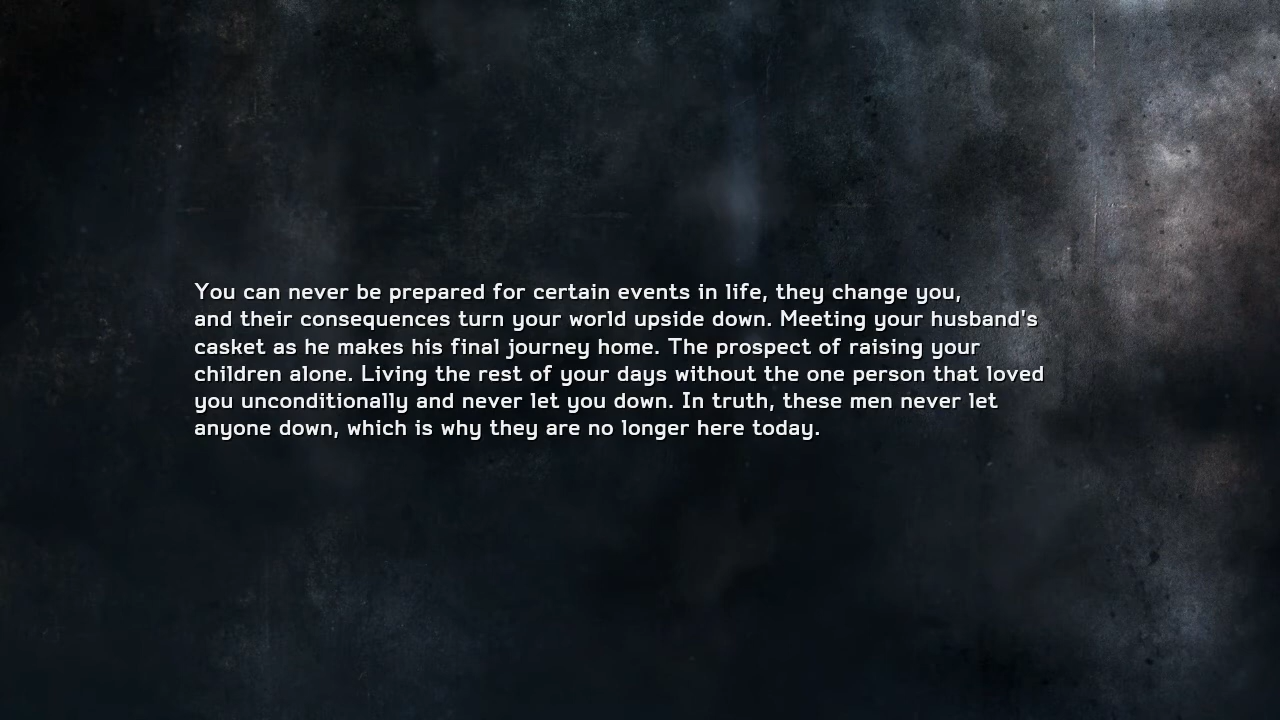 You can never be prepared for certain events in life, they change you,
and their consequences turn your world upside down. Meeting your husband's
casket as he makes his final journey home. The prospect of raising your
children alone. Living the rest of your days without the one person that loved
you unconditionally and never let you down. In truth, these men never let
anyone down, which is why they are no longer here today.